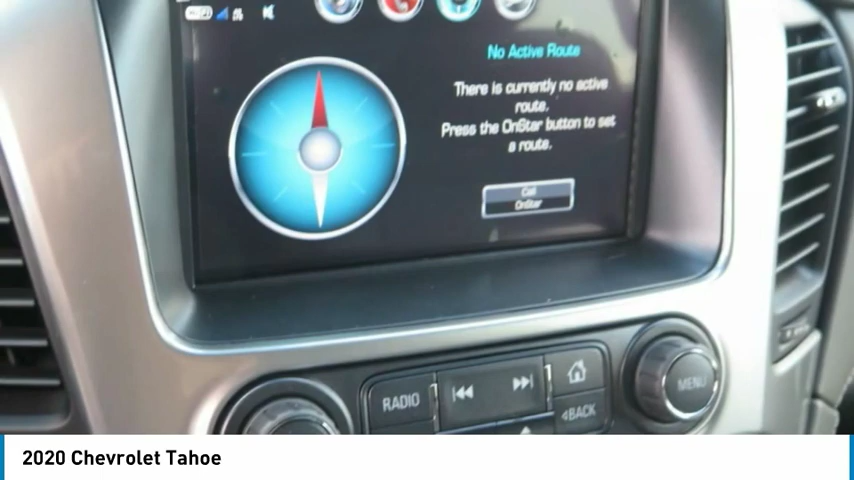 No Active Route
There is currently no active
route.
Press the OnStar button to set
a route.
Call
OnStar
RADIO
BACK
MENU
2020 Chevrolet Tahoe